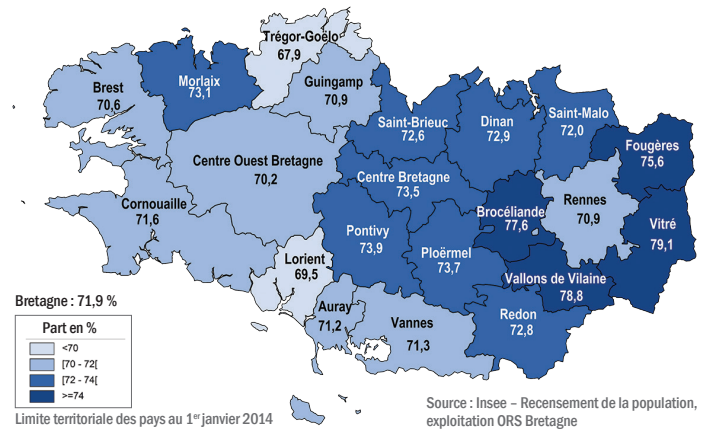 Trégor-Goëlo
67,9
Morlaix
73,1
Brest
70,6
Guingamp
70,9
Saint-Brieuc
72,6
Dinan
72,9
Saint-Malo
72,0
Fougères
75,6
Centre Ouest Bretagne
70,2
Centre Bretagne
73,5
Cornouaille
71,6
Brocéliande
77,6
Rennes
70,9
Vitré
79,1
Pontivy
73,9
Ploërmel
73,7
Lorient
69,5
Vallons de Vilaine
78,8
Auray
71,2
Vannes
71,3
Redon
72,8
Bretagne : 71,9 %
Part en %
<70
[70 - 72[
[72 - 74[
>=74
Limite territoriale des pays au 1er janvier 2014
Source : Insee – Recensement de la population,
exploitation ORS Bretagne